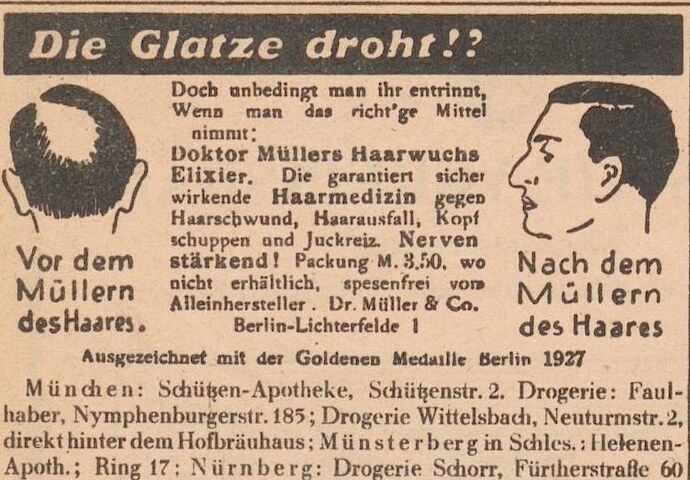 Die Glatze droht!?
Doch unbedingt man ihr entrinnt,
Wenn man das richt'ge Mittel
nimmt:
Doktor Müllers Haarwuchs
Elixier. Die garantiert sicher
wirkende Haarmedizin gegen
Haarschwund, Haarausfall, Kopf
schuppen und Juckreiz. Nerven
stärkend! Packung M. 3.50, wo
nicht erhältlich, spesenfrei vom
Alleinhersteller. Dr. Müller & Co.
Berlin-Lichterfelde 1
Vor dem
Müllern
des Haares.
Nach dem
Müllern
des Haares
Ausgezeichnet mit der Goldenen Medaille Berlin 1927
München: Schützen-Apotheke, Schützenstr. 2. Drogerie: Faul-
haber, Nymphenburgerstr. 185; Drogerie Wittelsbach, Neuturmstr. 2,
direkt hinter dem Hofbräuhaus; Münsterberg in Schles.: Helenen-
Apoth.; Ring 17; Nürnberg: Drogerie Schorr, Fürtherstraße 60